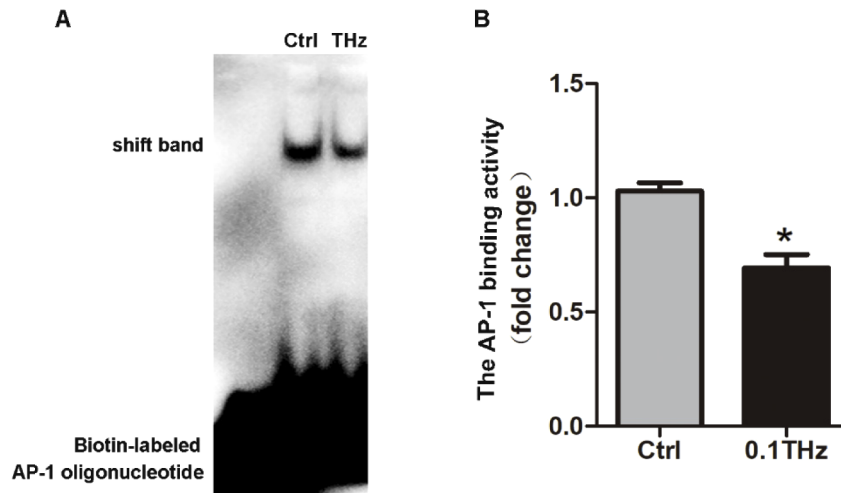 A
Ctrl THz
shift band
Biotin-labeled
AP-1 oligonucleotide
B
The AP-1 binding activity
（fold change）
1.5
1.0
0.5
0.0
*
Ctrl 0.1THz